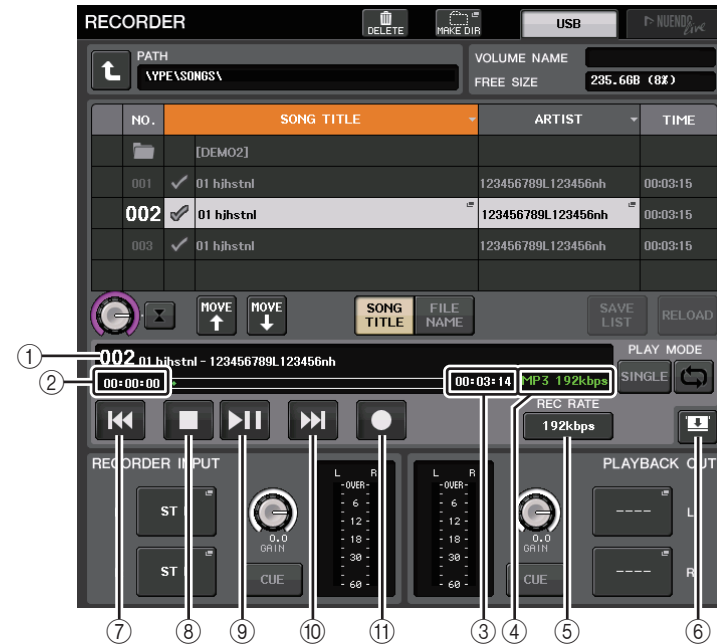 RECORDER
DELETE
MAKE DIR
USB
NUENDO Live
PATH
\YPE\SONGS\
VOLUME NAME
FREE SIZE 235.6GB (8%)
NO. SONG TITLE ARTIST TIME
[DEMO2]
001 01 hjhstnl 123456789L123456nh 00:03:15
002 01 hjhstnl 123456789L123456nh 00:03:15
003 01 hjhstnl 123456789L123456nh 00:03:15
MOVE MOVE
SONG TITLE
FILE NAME
SAVE LIST
RELOAD
① 002 01 hjhstnl - 123456789L123456nh
PLAY MODE
② 00:00:00 00:03:14 MP3 192kbps
SINGLE
REC RATE
192kbps
RECORDER INPUT
PLAYBACK OUT
L R
-OVER-
6
12
18
30
60
ST
ST
0.0
GAIN
CUE
L R
-OVER-
6
12
18
30
60
0.0
GAIN
CUE
---- L
---- R
⑦ ⑧ ⑨ ⑩ ⑪ ③ ④ ⑤ ⑥